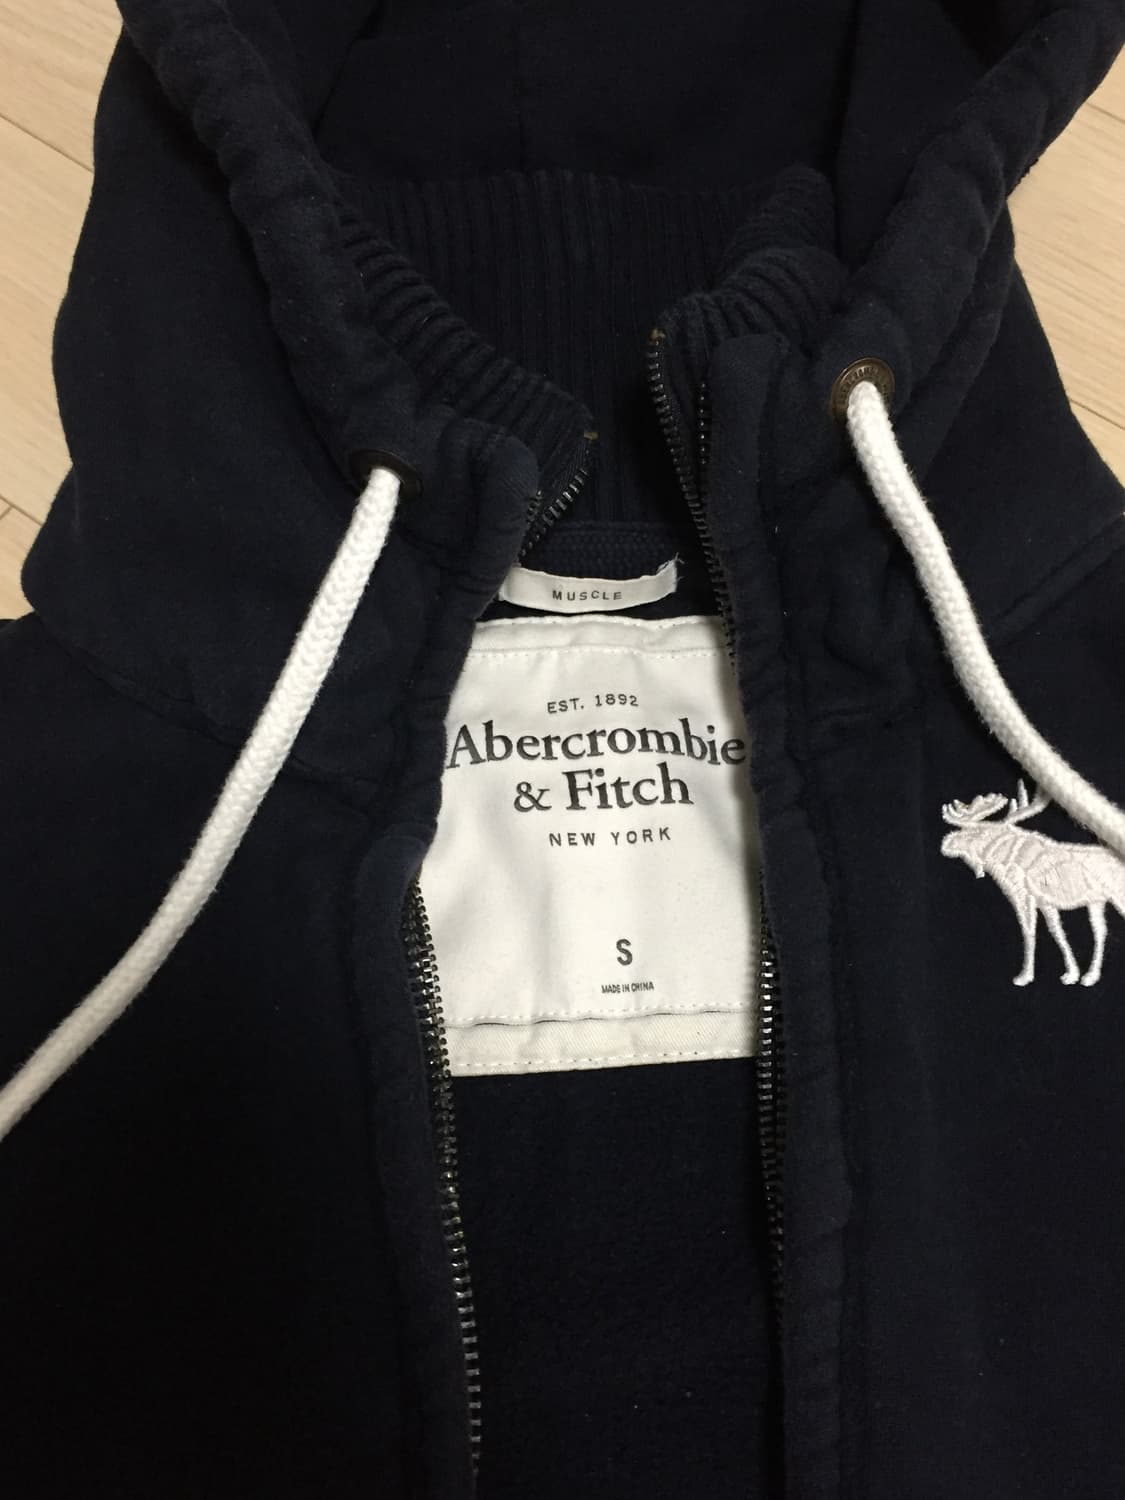 MUSCLE
EST. 1892
Abercrombie
& Fitch
NEW YORK
S
MADE IN CHINA